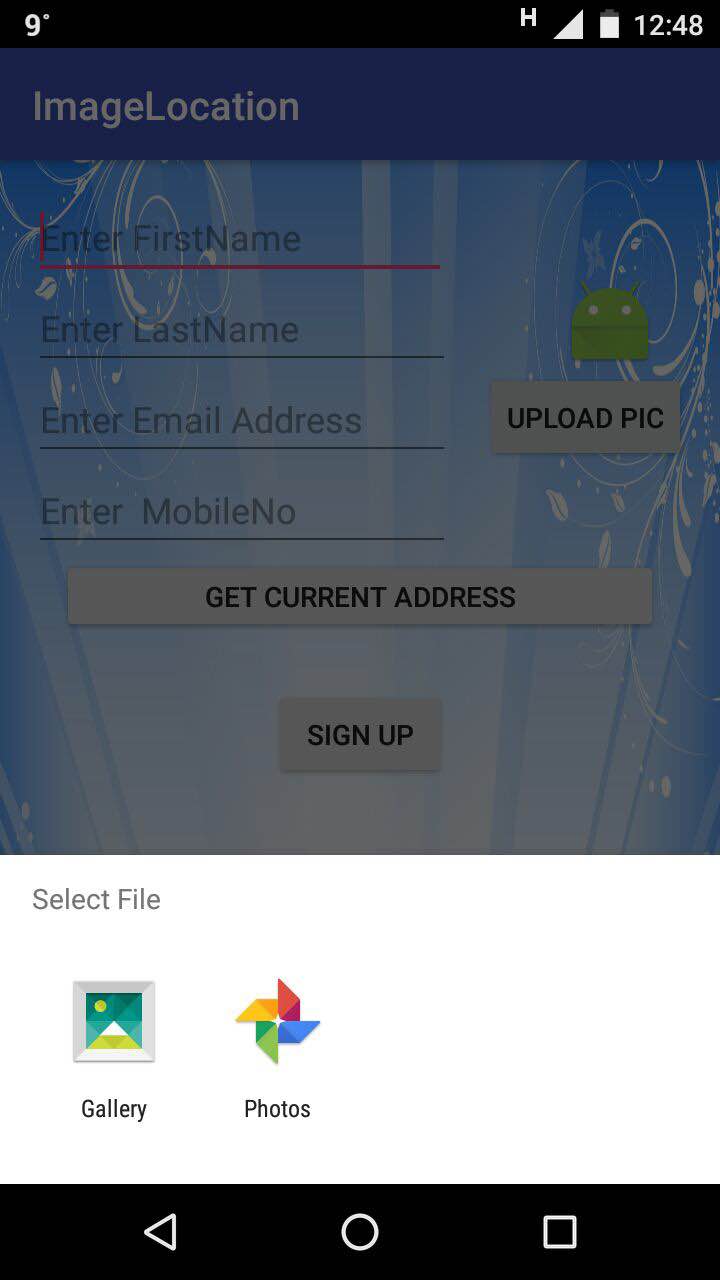 9°
H
12:48
ImageLocation
Enter FirstName
Enter LastName
Enter Email Address
UPLOAD PIC
Enter  MobileNo
GET CURRENT ADDRESS
SIGN UP
Select File
Gallery
Photos